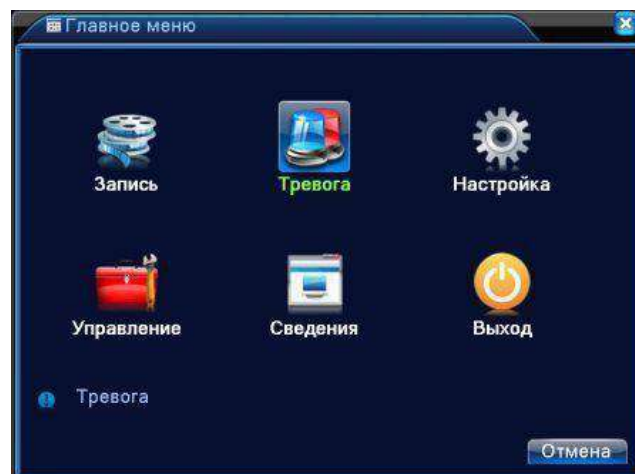 Главное меню
Запись
Тревога
Настройка
Управление
Сведения
Выход
Тревога
Отмена